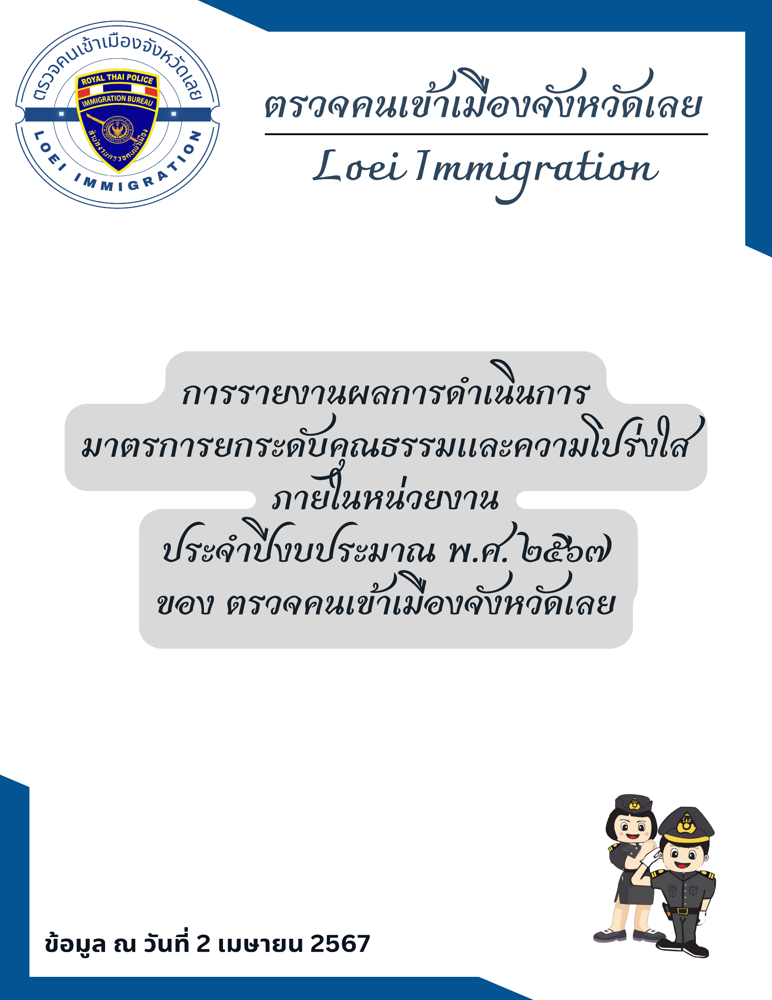 ตรวจคนเข้าเมืองจังหวัดเลย
ROYAL THAI POLICE
IMMIGRATION BUREAU
สำนักงานตรวจคนเข้าเมือง
LOEI IMMIGRATION
ตรวจคนเข้าเมืองจังหวัดเลย
Loei Immigration
การรายงานผลการดำเนินการ
มาตรการยกระดับคุณธรรมและความโปร่งใส
ภายในหน่วยงาน
ประจำปีงบประมาณ พ.ศ. ๒๕๖๗
ของ ตรวจคนเข้าเมืองจังหวัดเลย
ข้อมูล ณ วันที่ 2 เมษายน 2567